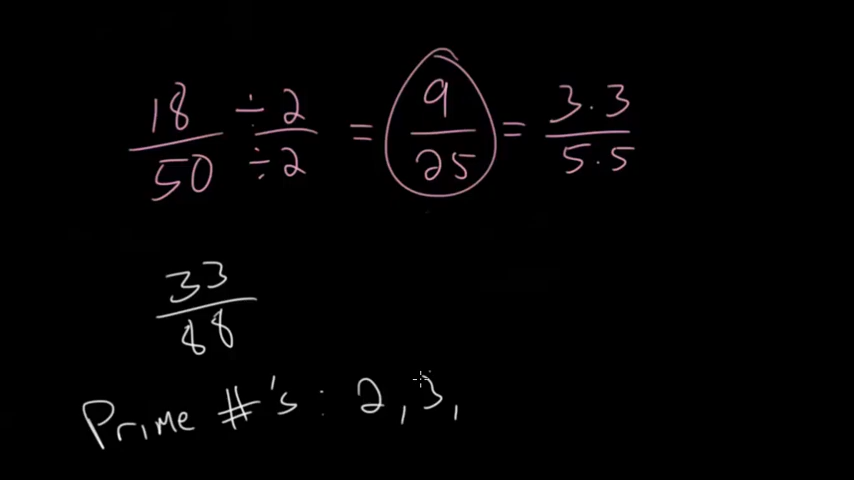 18/50 ÷2/÷2 = 9/25 = 3·3/5·5
33/88
Prime #'s : 2, 3,